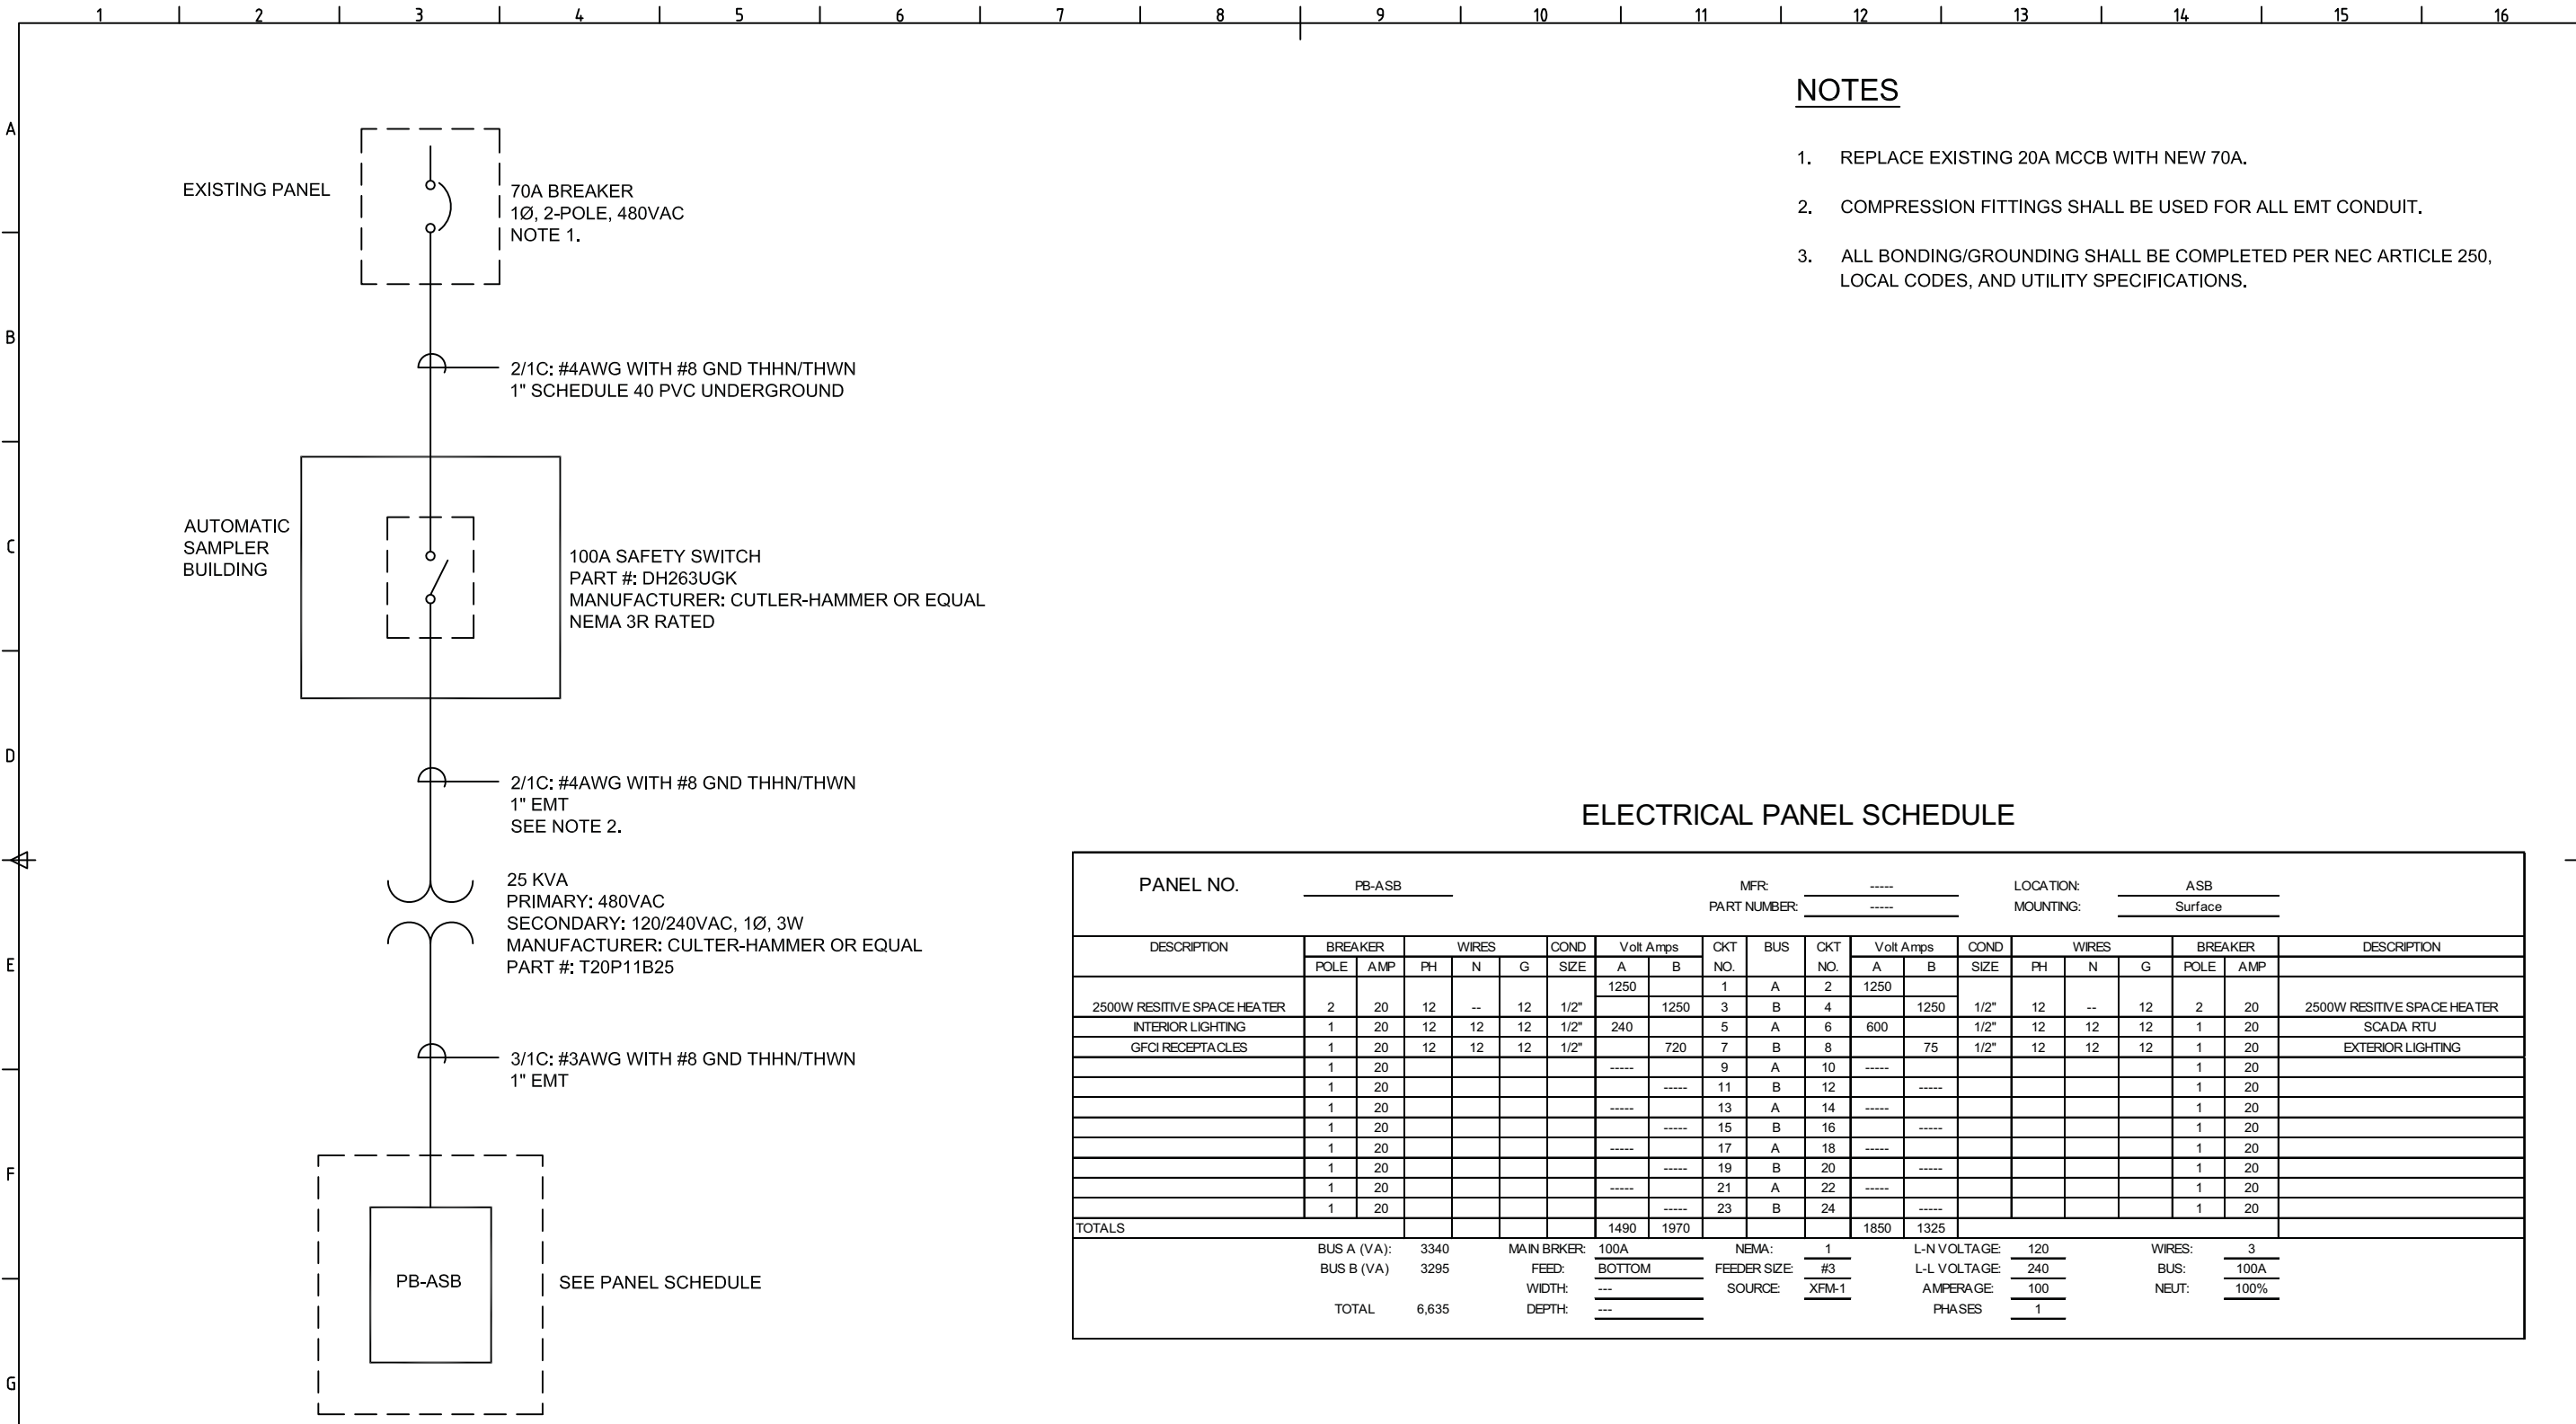 1 2 3 4 5 6 7 8 9 10 11 12 13 14 15 16
A
B
C
D
E
F
G
EXISTING PANEL
70A BREAKER
1Ø, 2-POLE, 480VAC
NOTE 1.
2/1C: #4AWG WITH #8 GND THHN/THWN
1" SCHEDULE 40 PVC UNDERGROUND
AUTOMATIC
SAMPLER
BUILDING
100A SAFETY SWITCH
PART #: DH263UGK
MANUFACTURER: CUTLER-HAMMER OR EQUAL
NEMA 3R RATED
2/1C: #4AWG WITH #8 GND THHN/THWN
1" EMT
SEE NOTE 2.
25 KVA
PRIMARY: 480VAC
SECONDARY: 120/240VAC, 1Ø, 3W
MANUFACTURER: CULTER-HAMMER OR EQUAL
PART #: T20P11B25
3/1C: #3AWG WITH #8 GND THHN/THWN
1" EMT
PB-ASB
SEE PANEL SCHEDULE
NOTES
1. REPLACE EXISTING 20A MCCB WITH NEW 70A.
2. COMPRESSION FITTINGS SHALL BE USED FOR ALL EMT CONDUIT.
3. ALL BONDING/GROUNDING SHALL BE COMPLETED PER NEC ARTICLE 250,
LOCAL CODES, AND UTILITY SPECIFICATIONS.
ELECTRICAL PANEL SCHEDULE
PANEL NO. PB-ASB MFR: ----- LOCATION: ASB
PART NUMBER: ----- MOUNTING: Surface
DESCRIPTION BREAKER WIRES COND Volt Amps CKT BUS CKT Volt Amps COND WIRES BREAKER DESCRIPTION
POLE AMP PH N G SIZE A B NO. NO. A B SIZE PH N G POLE AMP
1250 1 A 2 1250
2500W RESITIVE SPACE HEATER 2 20 12 -- 12 1/2" 1250 3 B 4 1250 1/2" 12 -- 12 2 20 2500W RESITIVE SPACE HEATER
INTERIOR LIGHTING 1 20 12 12 12 1/2" 240 5 A 6 600 1/2" 12 12 12 1 20 SCADA RTU
GFCI RECEPTACLES 1 20 12 12 12 1/2" 720 7 B 8 75 1/2" 12 12 12 1 20 EXTERIOR LIGHTING
1 20 ----- 9 A 10 ----- 1 20
1 20 ----- 11 B 12 ----- 1 20
1 20 ----- 13 A 14 ----- 1 20
1 20 ----- 15 B 16 ----- 1 20
1 20 ----- 17 A 18 ----- 1 20
1 20 ----- 19 B 20 ----- 1 20
1 20 ----- 21 A 22 ----- 1 20
1 20 ----- 23 B 24 ----- 1 20
TOTALS 1490 1970 1850 1325
BUS A (VA): 3340 MAIN BRKER: 100A NEMA: 1 L-N VOLTAGE: 120 WIRES: 3
BUS B (VA) 3295 FEED: BOTTOM FEEDER SIZE: #3 L-L VOLTAGE: 240 BUS: 100A
WIDTH: --- SOURCE: XFM-1 AMPERAGE: 100 NEUT: 100%
TOTAL 6,635 DEPTH: --- PHASES 1